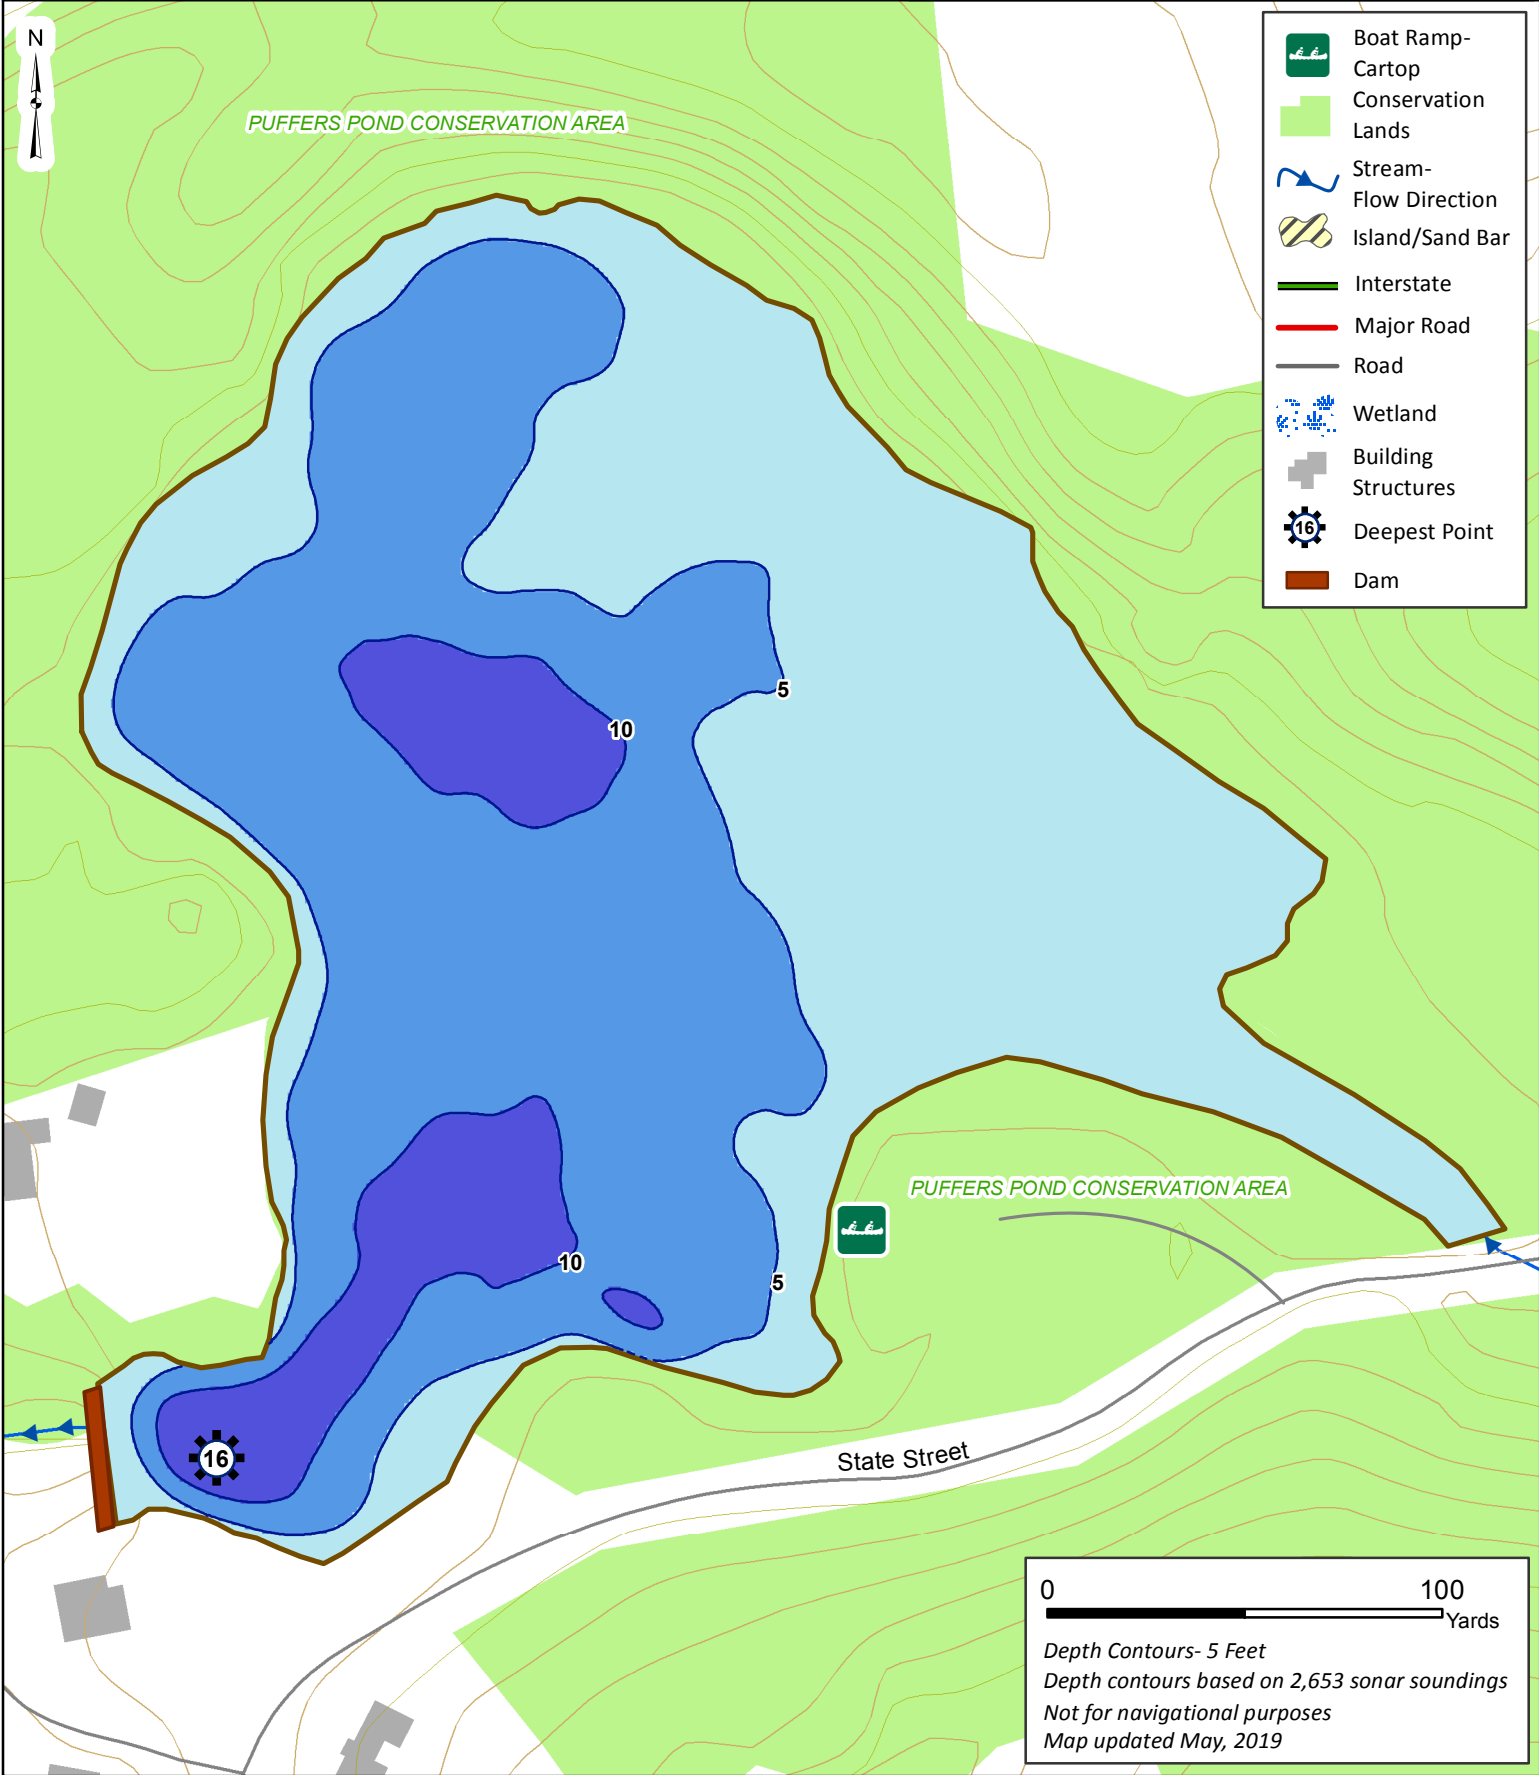 N
PUFFERS POND CONSERVATION AREA
Boat Ramp-
Cartop
Conservation
Lands
Stream-
Flow Direction
Island/Sand Bar
Interstate
Major Road
Road
Wetland
Building
Structures
16
Deepest Point
Dam
5
10
PUFFERS POND CONSERVATION AREA
10
5
16
State Street
0 100
Yards
Depth Contours- 5 Feet
Depth contours based on 2,653 sonar soundings
Not for navigational purposes
Map updated May, 2019